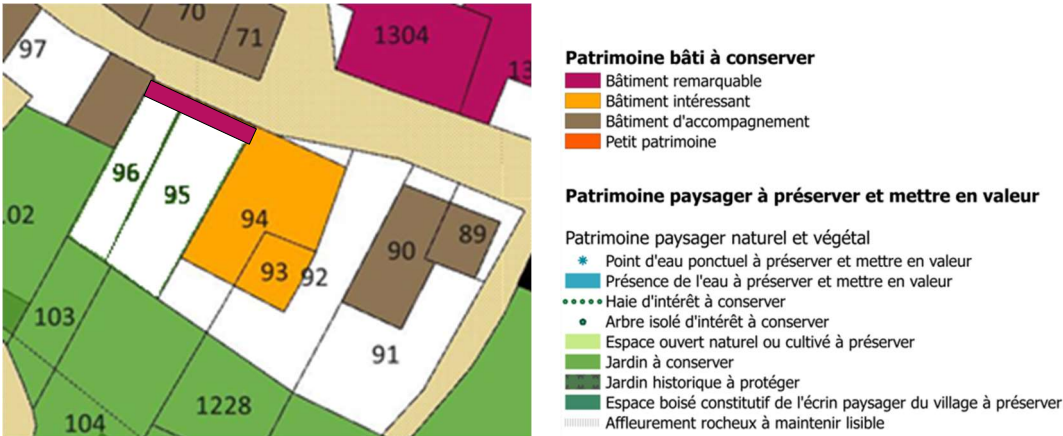 70
71
97
1304
13
96
95
94
93
92
90
89
91
.02
103
104
1228
Patrimoine bâti à conserver
Bâtiment remarquable
Bâtiment intéressant
Bâtiment d'accompagnement
Petit patrimoine
Patrimoine paysager à préserver et mettre en valeur
Patrimoine paysager naturel et végétal
Point d'eau ponctuel à préserver et mettre en valeur
Présence de l'eau à préserver et mettre en valeur
Haie d'intérêt à conserver
Arbre isolé d'intérêt à conserver
Espace ouvert naturel ou cultivé à préserver
Jardin à conserver
Jardin historique à protéger
Espace boisé constitutif de l'écrin paysager du village à préserver
Affleurement rocheux à maintenir lisible